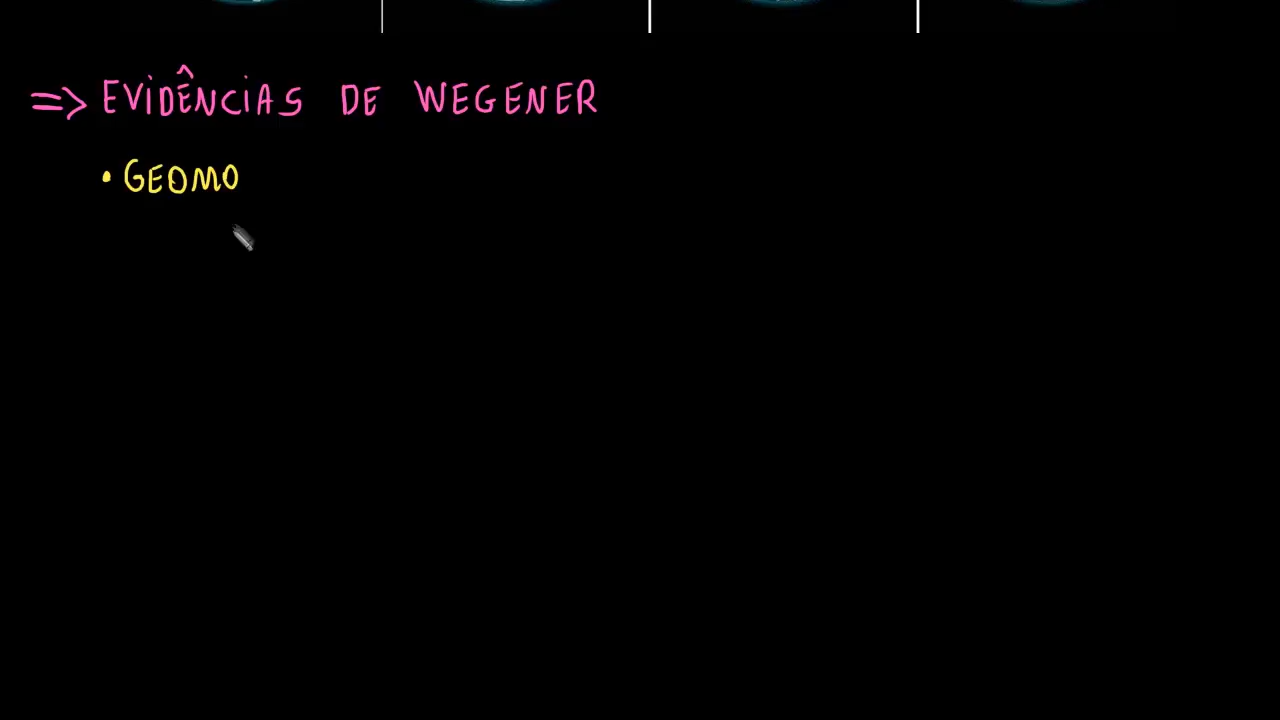 => EVIDÊNCIAS DE WEGENER
• GEOMO